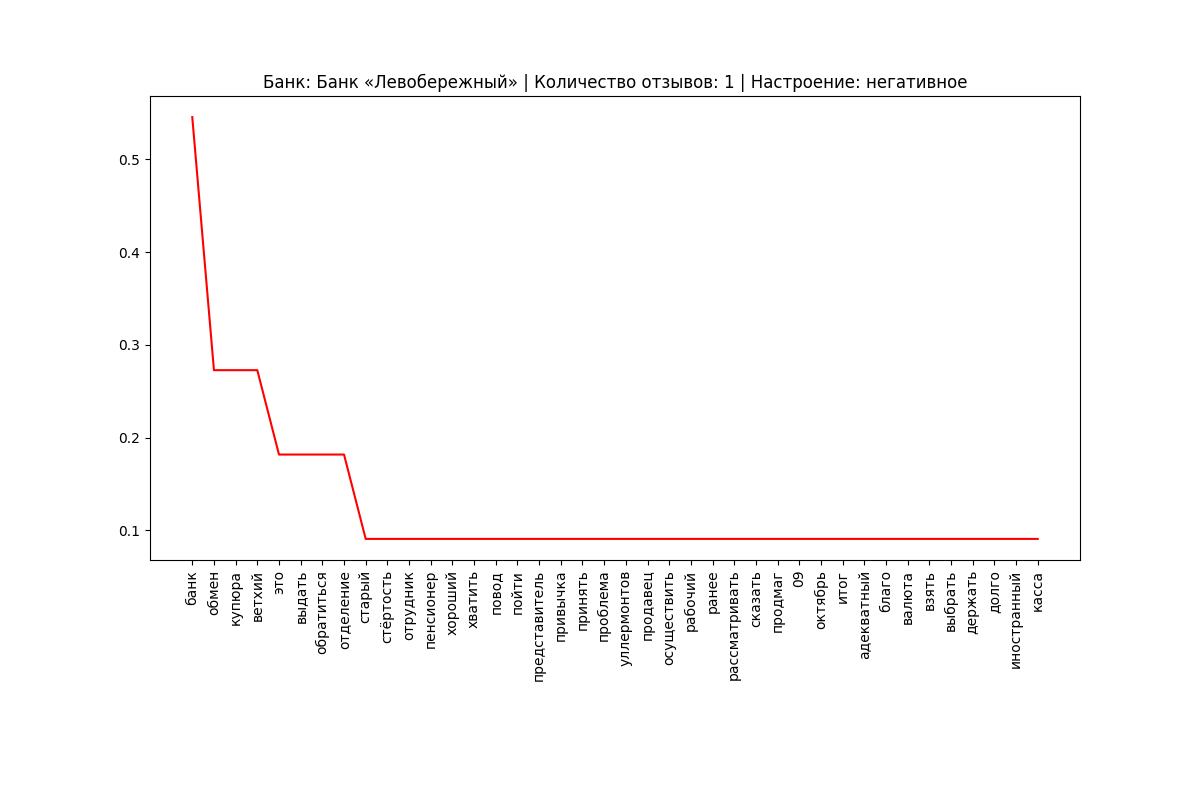 Банк: Банк «Левобережный» | Количество отзывов: 1 | Настроение: негативное
0.5
0.4
0.3
0.2
0.1
банк
обмен
купюра
ветхий
это
выдать
обратиться
отделение
старый
стёртость
отрудник
пенсионер
хороший
хватить
повод
пойти
представитель
привычка
принять
проблема
уллермонтов
продавец
осуществить
рабочий
ранее
рассматривать
сказать
продмаг
09
октябрь
итог
адекватный
благо
валюта
взять
выбрать
держать
долго
иностранный
касса